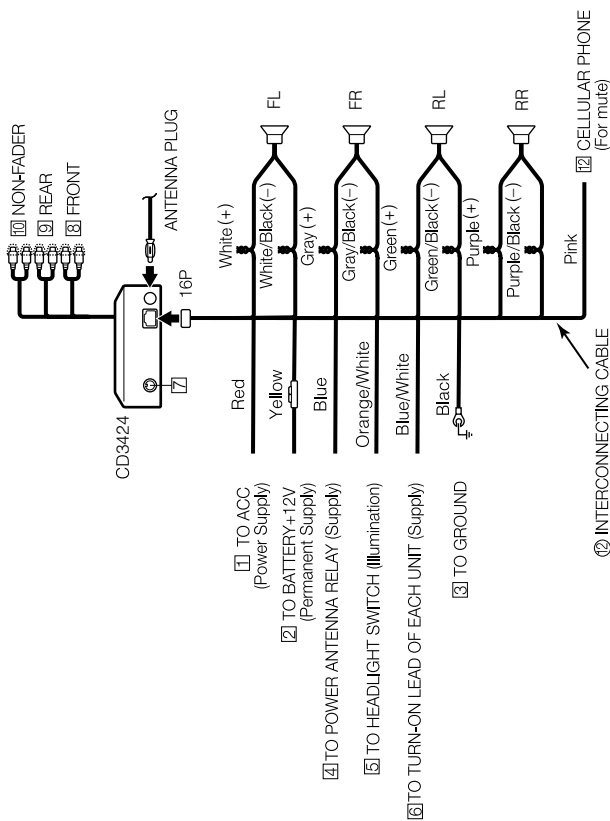 10 NON-FADER
9 REAR
8 FRONT
ANTENNA PLUG
16P
7
CD3424
White (+)
White/Black(−)
Gray (+)
Gray/Black(−)
Green(+)
Green/Black(−)
Purple(+)
Purple/Black(−)
Pink
FL
FR
RL
RR
12 CELLULAR PHONE
(For mute)
Red
Yellow
Blue
Orange/White
Blue/White
Black
1 TO ACC
(Power Supply)
2 TO BATTERY+12V
(Permanent Supply)
4 TO POWER ANTENNA RELAY (Supply)
5 TO HEADLIGHT SWITCH (Illumination)
6 TO TURN-ON LEAD OF EACH UNIT (Supply)
3 TO GROUND
⑫ INTERCONNECTING CABLE